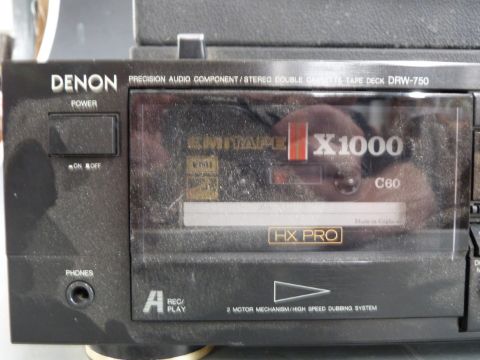 DENON
PRECISION AUDIO COMPONENT / STEREO DOUBLE CASSETTE TAPE DECK DRW-750
POWER
ON OFF
EMITAPE X1000
C60
Made in England
HX PRO
PHONES
A REC/
PLAY
2 MOTOR MECHANISM/HIGH SPEED DUBBING SYSTEM